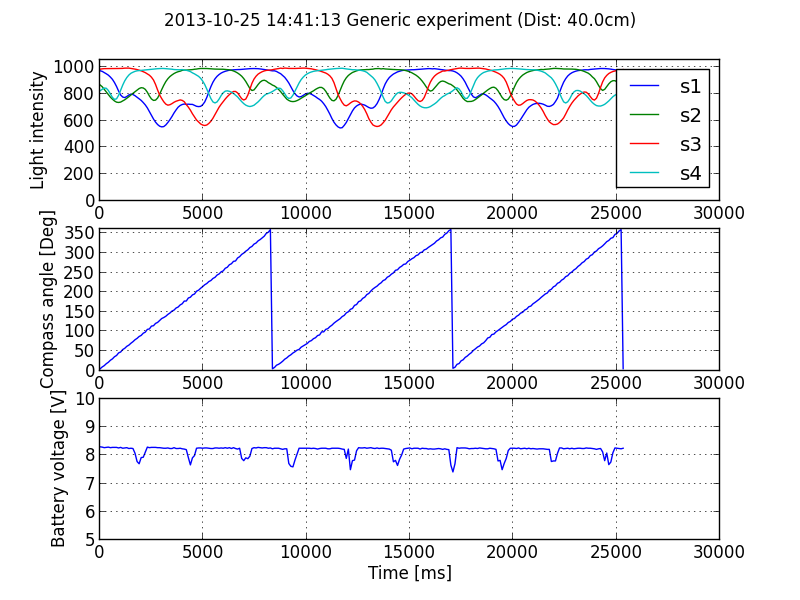 2013-10-25 14:41:13 Generic experiment (Dist: 40.0cm)
Light intensity
1000
800
600
400
200
0
s1
s2
s3
s4
0 5000 10000 15000 20000 25000 30000
Compass angle [Deg]
350
300
250
200
150
100
50
0
0 5000 10000 15000 20000 25000 30000
Battery voltage [V]
10
9
8
7
6
5
0 5000 10000 15000 20000 25000 30000
Time [ms]